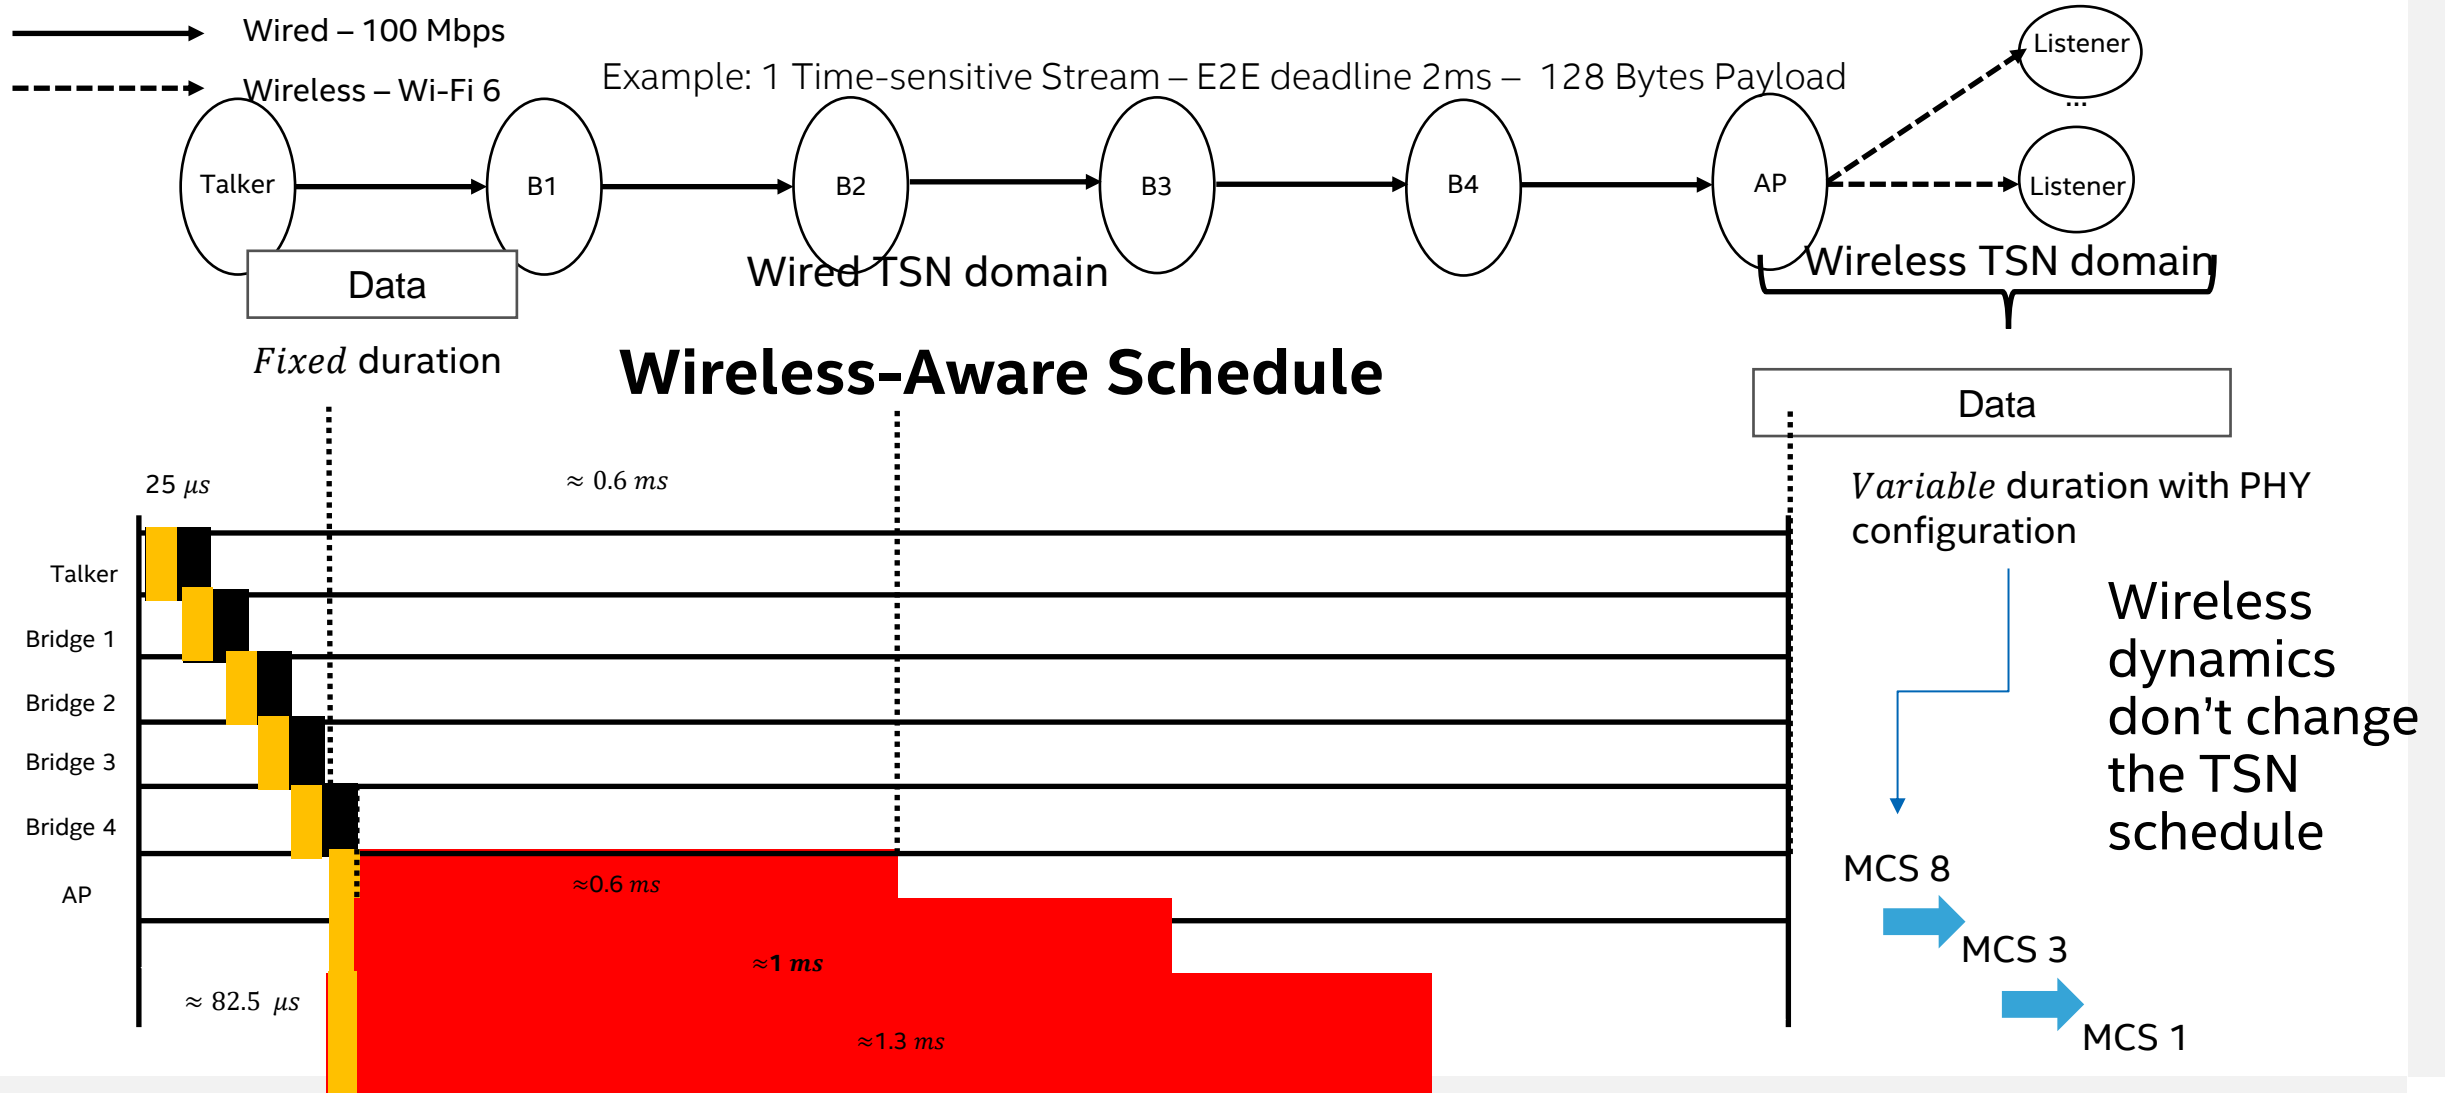 Wired – 100 Mbps
Wireless – Wi-Fi 6
Example: 1 Time-sensitive Stream – E2E deadline 2ms – 128 Bytes Payload
Listener
...
Talker
B1
B2
B3
B4
AP
Listener
Data
Wired TSN domain
Wireless TSN domain
Fixed duration
Wireless-Aware Schedule
Data
25 μs
≈ 0.6 ms
Variable duration with PHY
configuration
Talker
Bridge 1
Bridge 2
Bridge 3
Bridge 4
AP
≈0.6 ms
≈1 ms
≈ 82.5 μs
≈1.3 ms
Wireless
dynamics
don’t change
the TSN
schedule
MCS 8
MCS 3
MCS 1